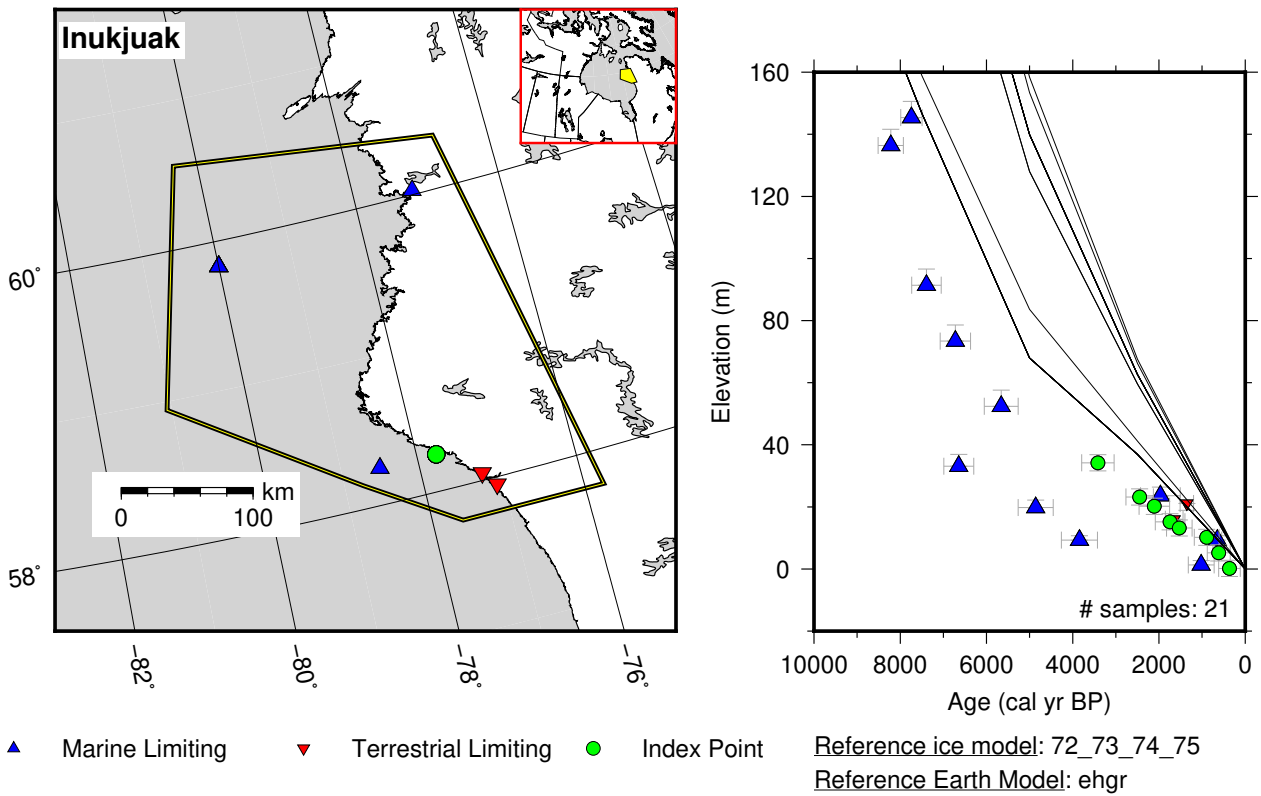 Inukjuak
60°
58°
km
0 100
−82°
−80°
−78°
−76°
160
120
80
40
0
Elevation (m)
# samples: 21
10000 8000 6000 4000 2000 0
Age (cal yr BP)
Marine Limiting Terrestrial Limiting Index Point
Reference ice model: 72_73_74_75
Reference Earth Model: ehgr